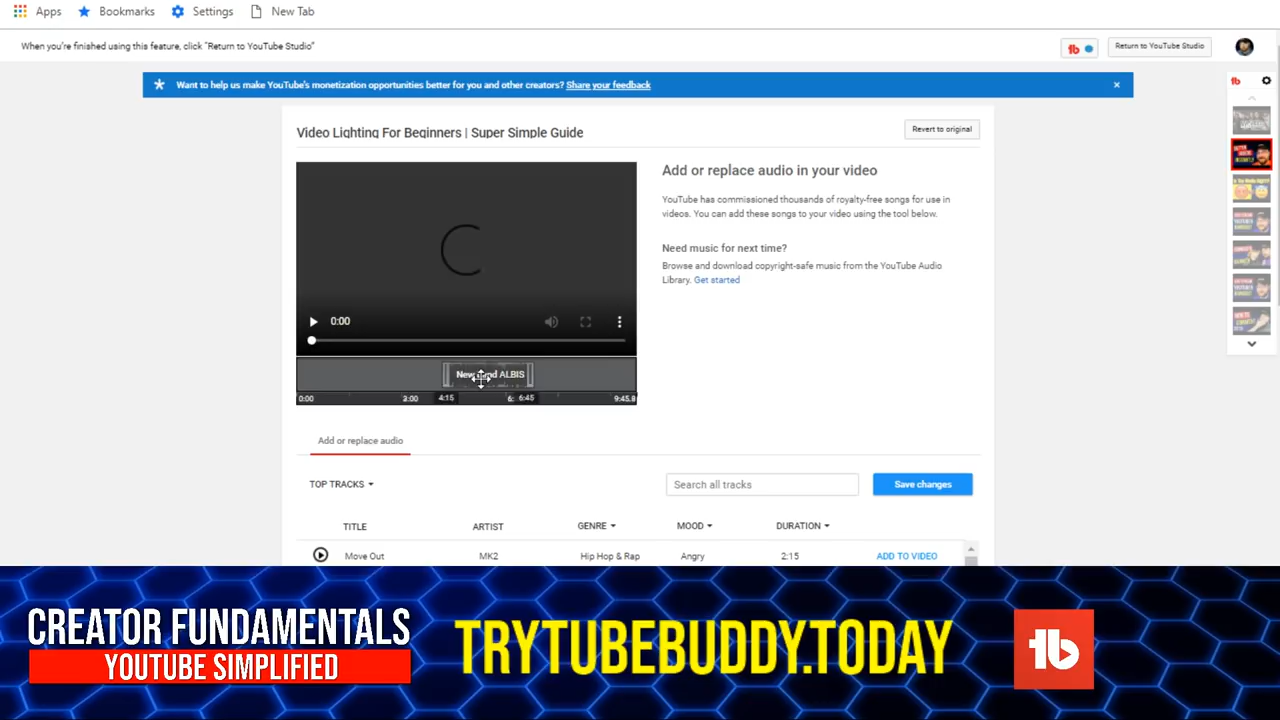 Apps Bookmarks Settings New Tab
When you're finished using this feature, click "Return to YouTube Studio"
Return to YouTube Studio
Want to help us make YouTube's monetization opportunities better for you and other creators? Share your feedback
Video Lighting For Beginners | Super Simple Guide
Revert to original
Add or replace audio in your video
YouTube has commissioned thousands of royalty-free songs for use in
videos. You can add these songs to your video using the tool below.
Need music for next time?
Browse and download copyright-safe music from the YouTube Audio
Library. Get started
0:00
ALBIS
0:00 3:00 4:15 6: 6:45 9:45.8
Add or replace audio
TOP TRACKS
Search all tracks
Save changes
TITLE ARTIST GENRE MOOD DURATION
Move Out MK2 Hip Hop & Rap Angry 2:15 ADD TO VIDEO
CREATOR FUNDAMENTALS
YOUTUBE SIMPLIFIED
TRYTUBEBUDDY.TODAY
tb